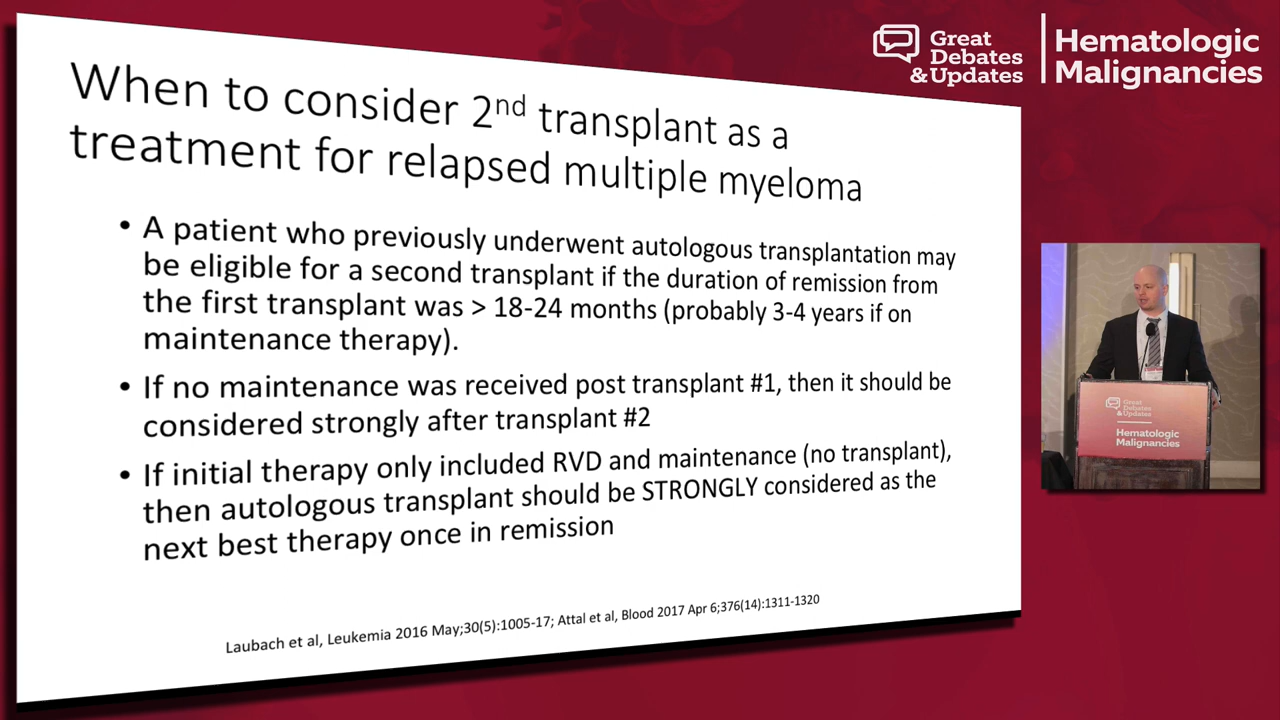 When to consider 2nd transplant as a
treatment for relapsed multiple myeloma
• A patient who previously underwent autologous transplantation may
be eligible for a second transplant if the duration of remission from
the first transplant was > 18-24 months (probably 3-4 years if on
maintenance therapy).
• If no maintenance was received post transplant #1, then it should be
considered strongly after transplant #2
• If initial therapy only included RVD and maintenance (no transplant),
then autologous transplant should be STRONGLY considered as the
next best therapy once in remission
Laubach et al, Leukemia 2016 May;30(5):1005-17; Attal et al, Blood 2017 Apr 6;376(14):1311-1320
Great
Debates
&Updates
Hematologic
Malignancies
Great
Debates
&Updates
Hematologic
Malignancies